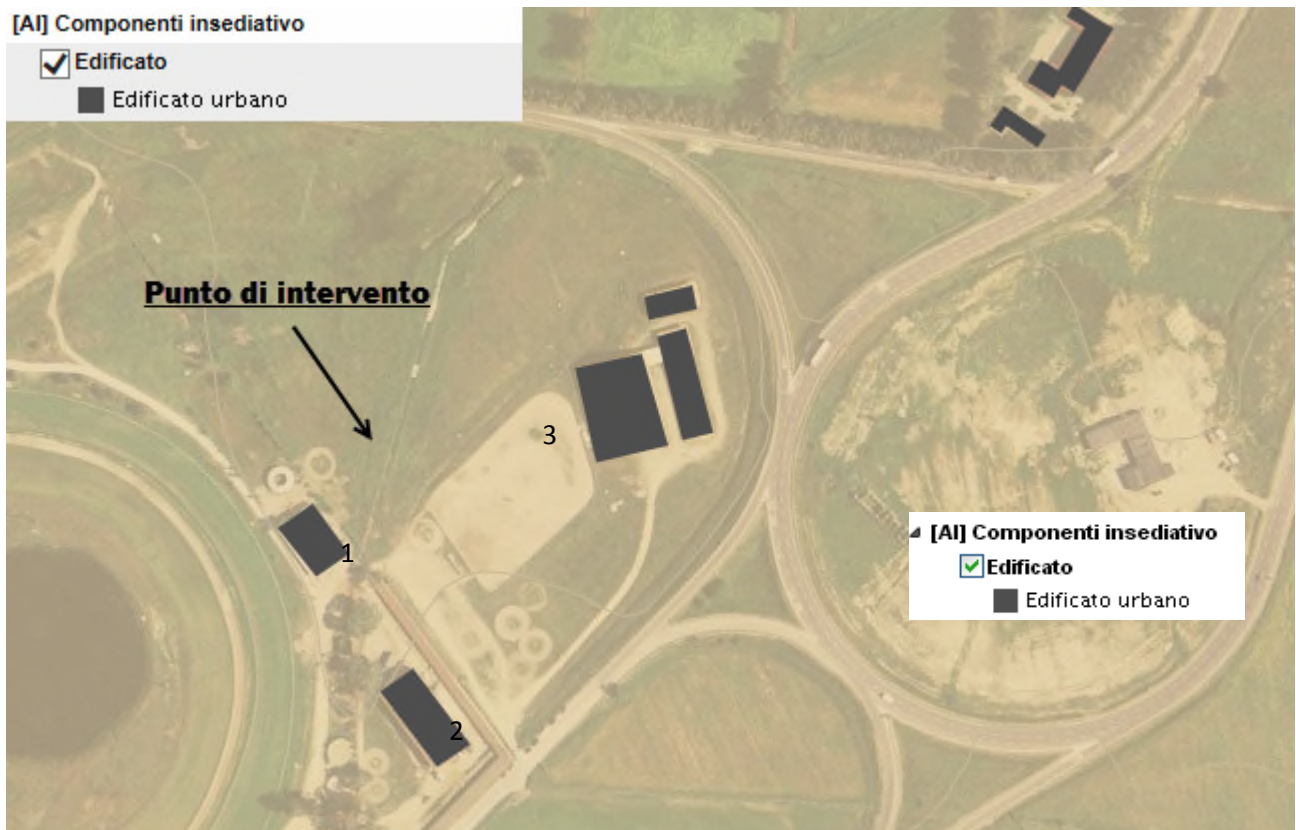 [AI] Componenti insediativo
Edificato
Edificato urbano
Punto di intervento
3
1
2
[AI] Componenti insediativo
Edificato
Edificato urbano